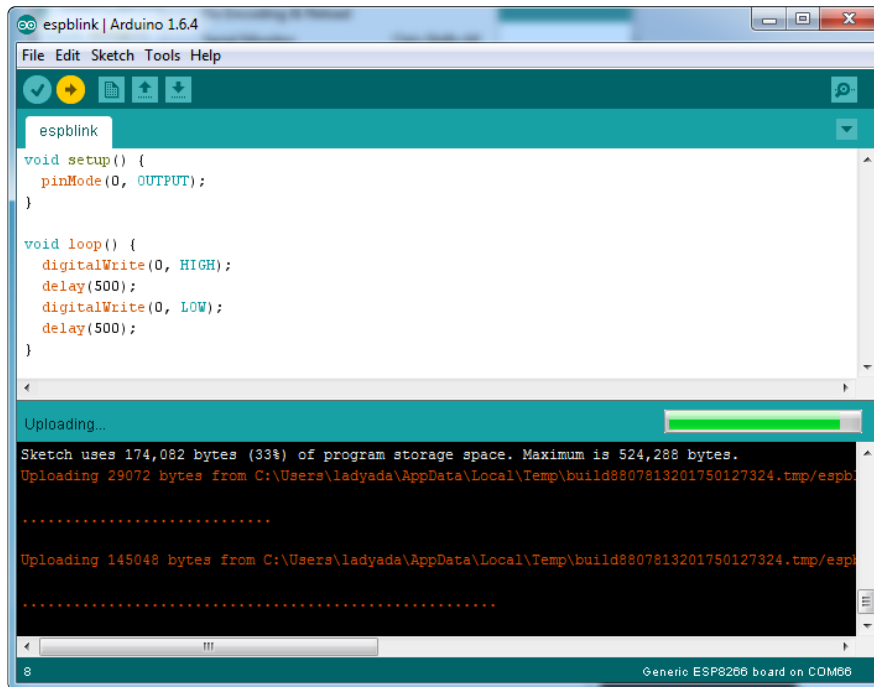 espblink | Arduino 1.6.4
File Edit Sketch Tools Help
espblink
void setup() {
  pinMode(0, OUTPUT);
}
void loop() {
  digitalWrite(0, HIGH);
  delay(500);
  digitalWrite(0, LOW);
  delay(500);
}
Uploading...
Sketch uses 174,082 bytes (33%) of program storage space. Maximum is 524,288 bytes.
Uploading 29072 bytes from C:\Users\ladyada\AppData\Local\Temp\build8807813201750127324.tmp/espbl
.............................
Uploading 145048 bytes from C:\Users\ladyada\AppData\Local\Temp\build8807813201750127324.tmp/espb
.......................................................
8 Generic ESP8266 board on COM66